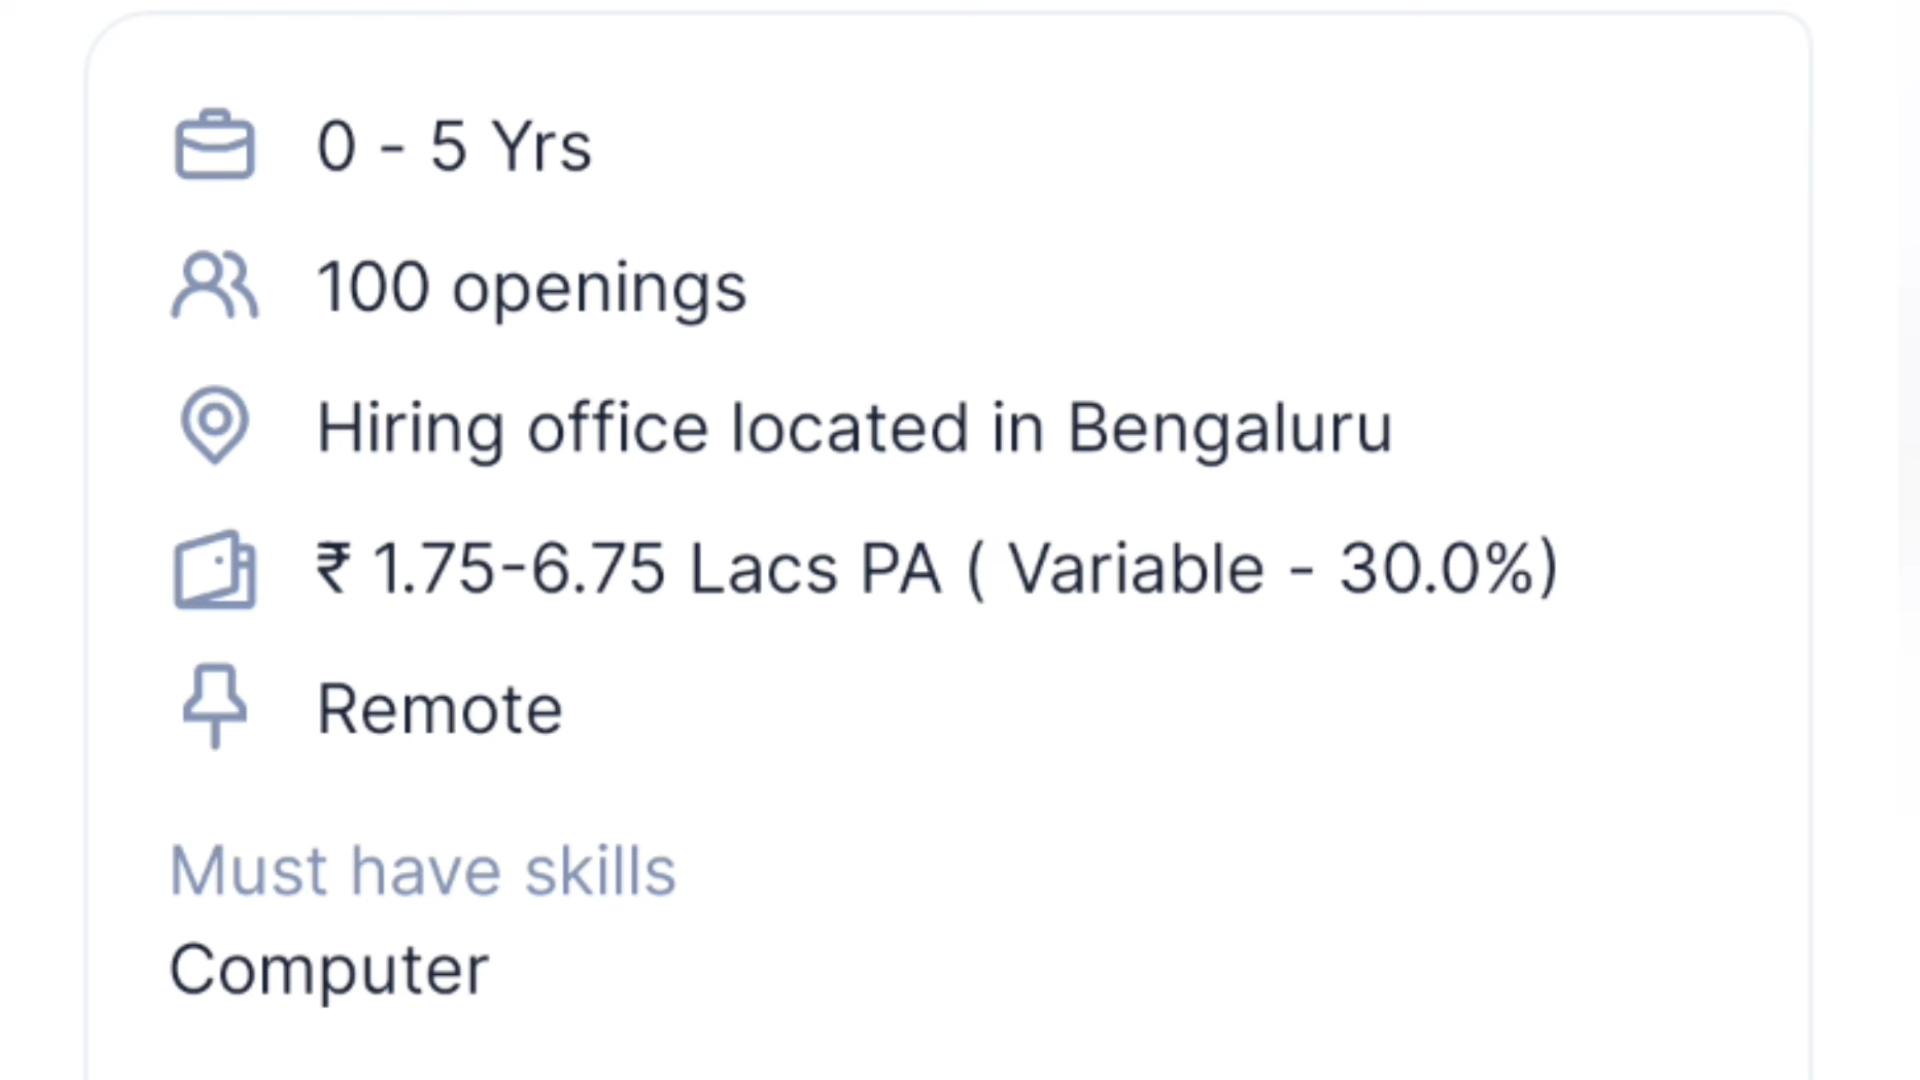 0 - 5 Yrs
100 openings
Hiring office located in Bengaluru
₹ 1.75-6.75 Lacs PA ( Variable - 30.0%)
Remote
Must have skills
Computer